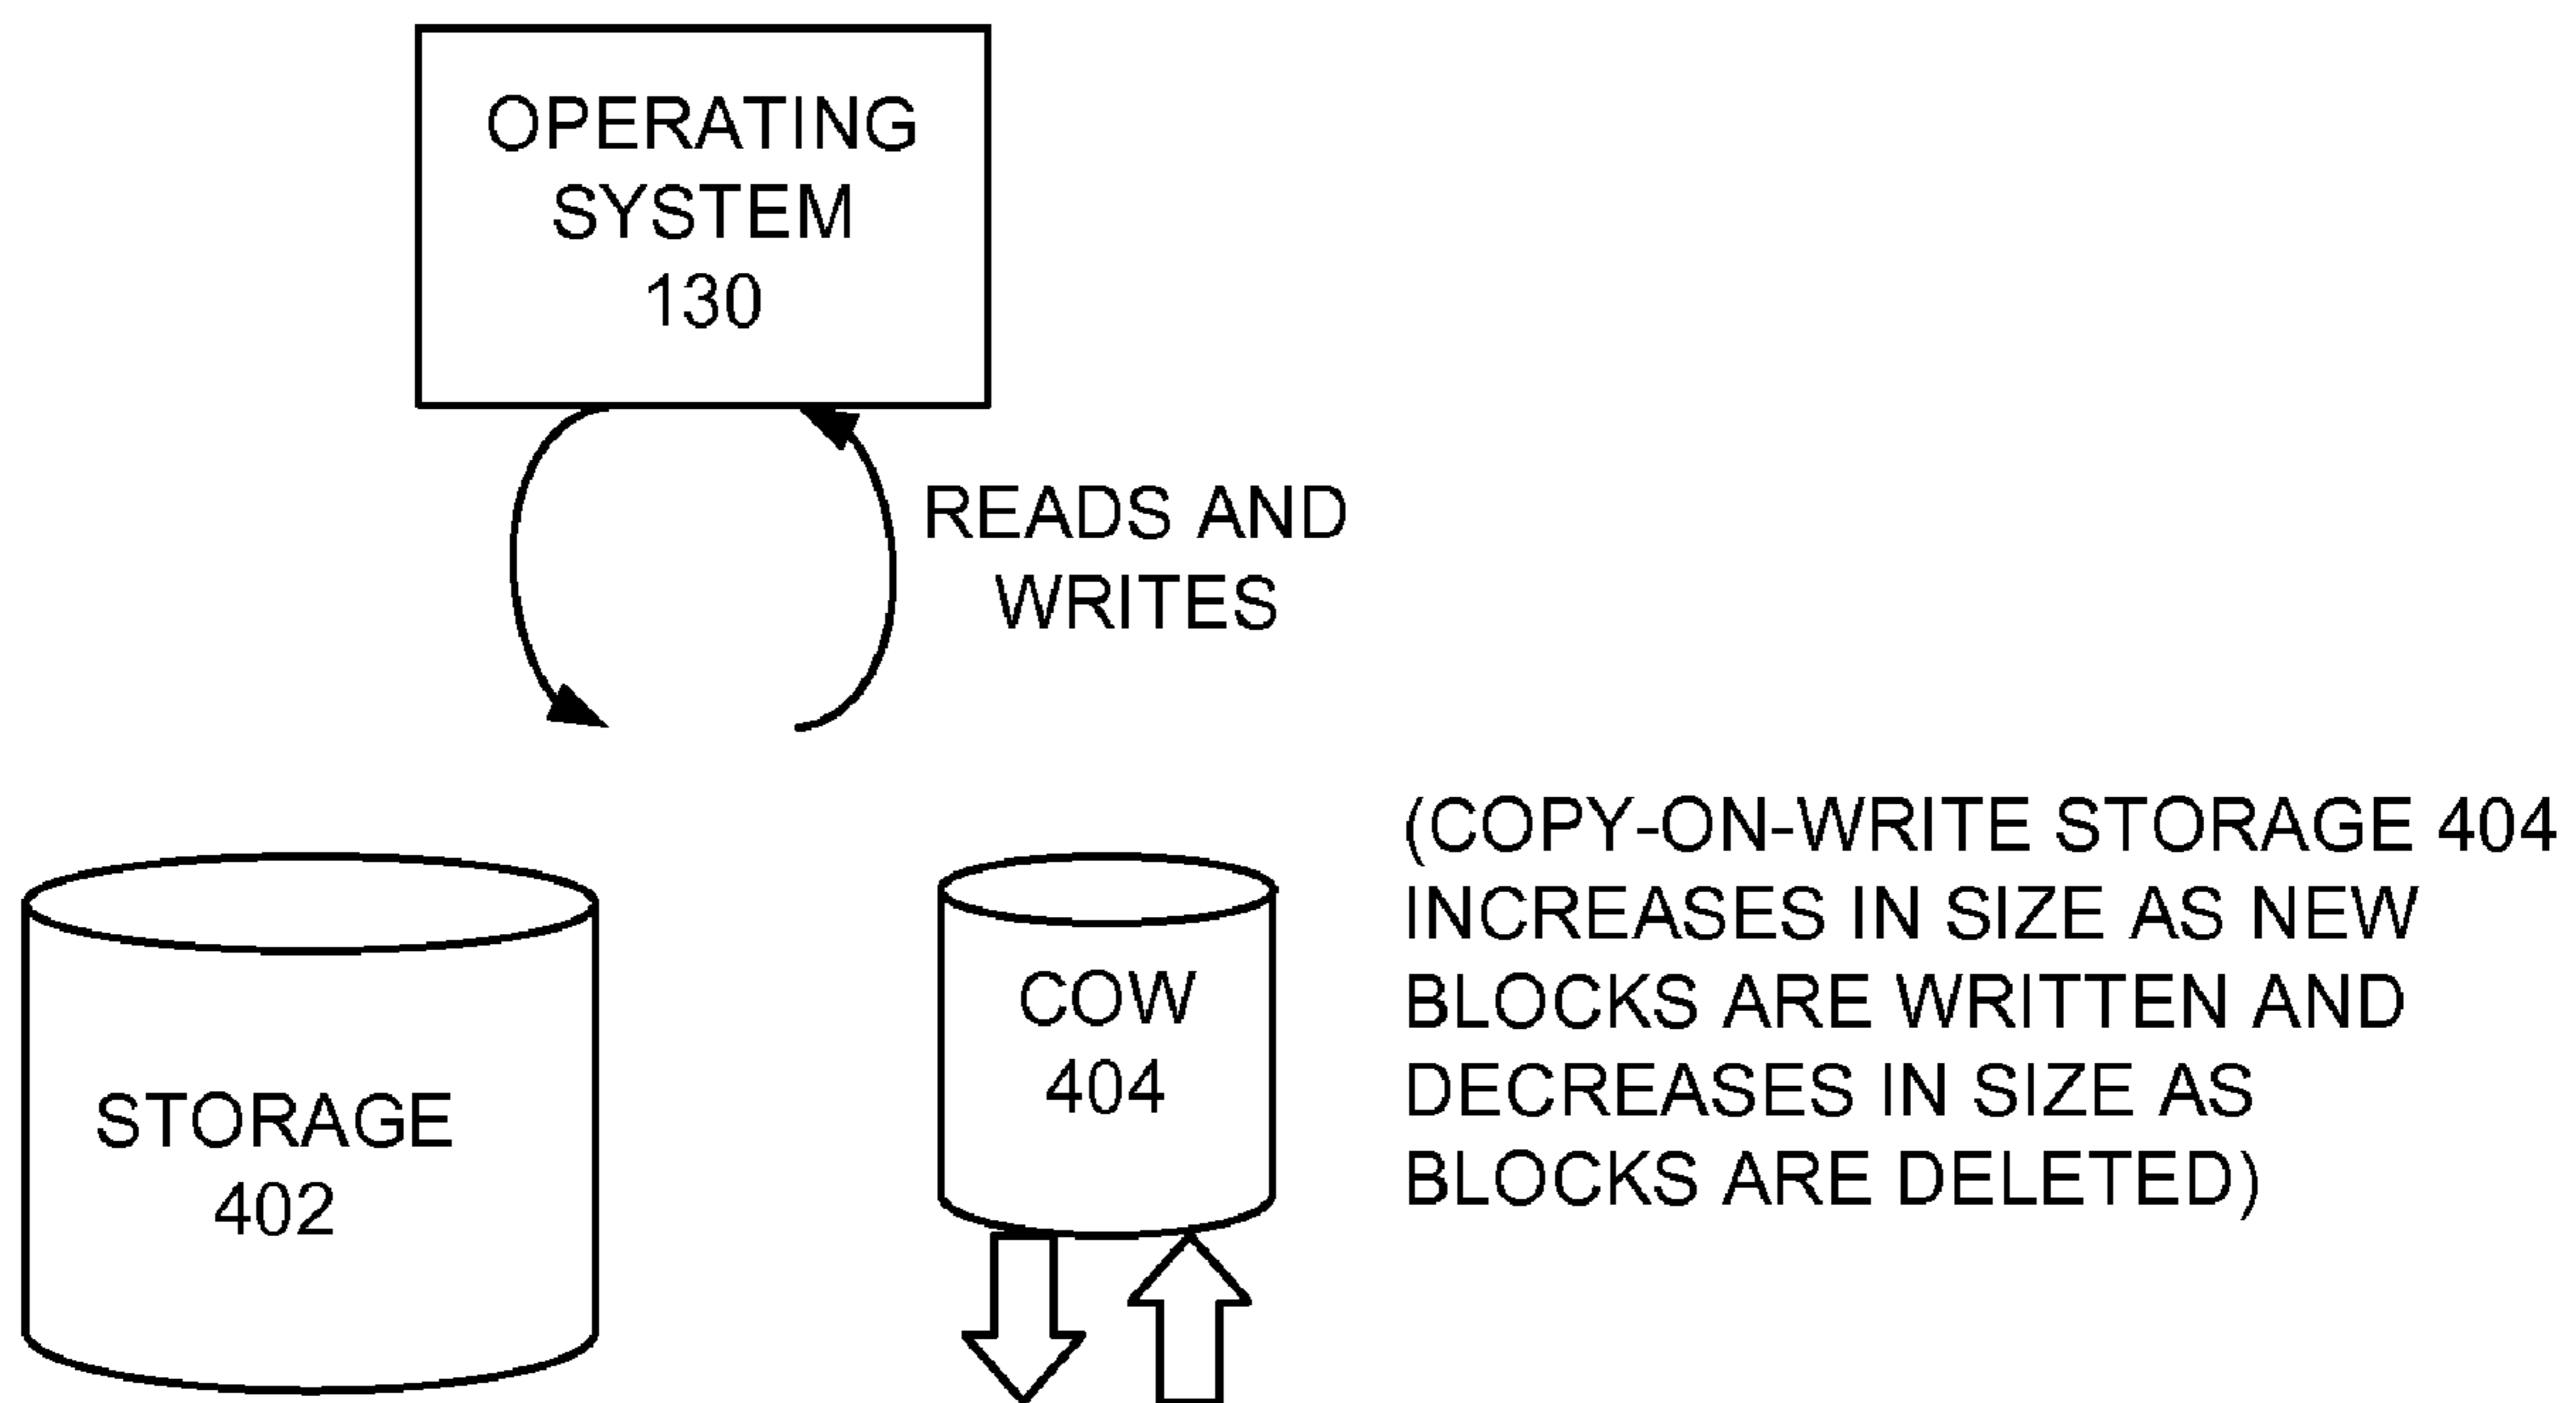 OPERATING
SYSTEM
130
READS AND
WRITES
STORAGE
402
COW
404
(COPY-ON-WRITE STORAGE 404
INCREASES IN SIZE AS NEW
BLOCKS ARE WRITTEN AND
DECREASES IN SIZE AS
BLOCKS ARE DELETED)